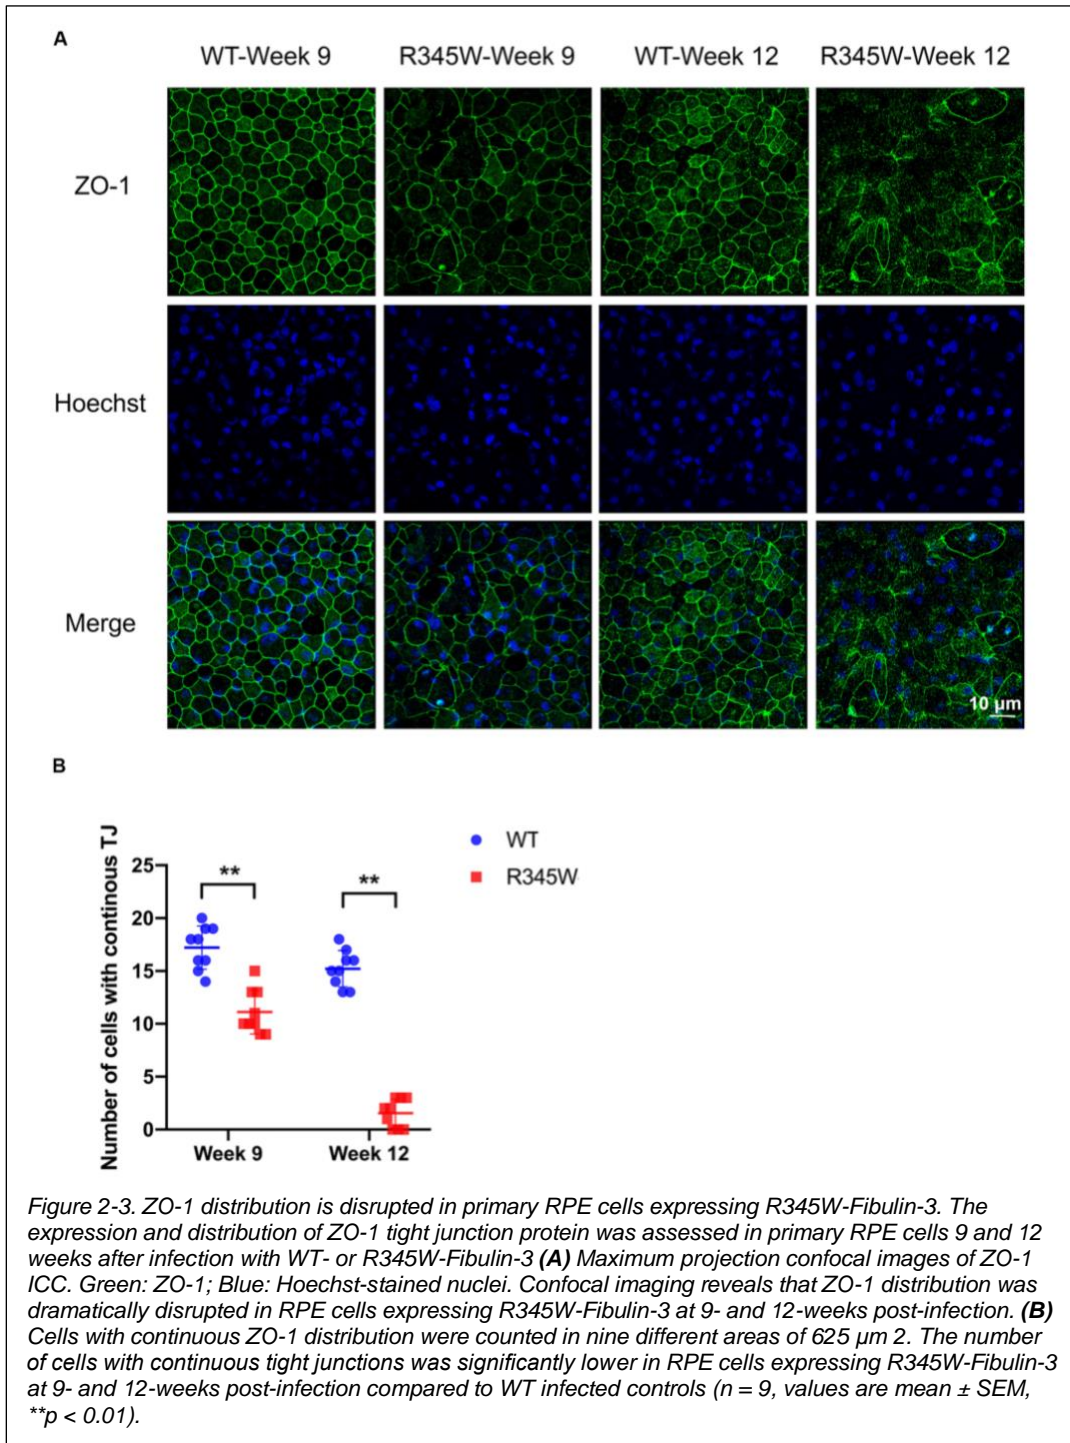 A
WT-Week 9
R345W-Week 9
WT-Week 12
R345W-Week 12
ZO-1
Hoechst
Merge
10 µm
B
Number of cells with continous TJ
25
20
15
10
5
0
**
**
WT
R345W
Week 9
Week 12
Figure 2-3. ZO-1 distribution is disrupted in primary RPE cells expressing R345W-Fibulin-3. The
expression and distribution of ZO-1 tight junction protein was assessed in primary RPE cells 9 and 12
weeks after infection with WT- or R345W-Fibulin-3 (A) Maximum projection confocal images of ZO-1
ICC. Green: ZO-1; Blue: Hoechst-stained nuclei. Confocal imaging reveals that ZO-1 distribution was
dramatically disrupted in RPE cells expressing R345W-Fibulin-3 at 9- and 12-weeks post-infection. (B)
Cells with continuous ZO-1 distribution were counted in nine different areas of 625 µm 2. The number
of cells with continuous tight junctions was significantly lower in RPE cells expressing R345W-Fibulin-3
at 9- and 12-weeks post-infection compared to WT infected controls (n = 9, values are mean ± SEM,
**p < 0.01).